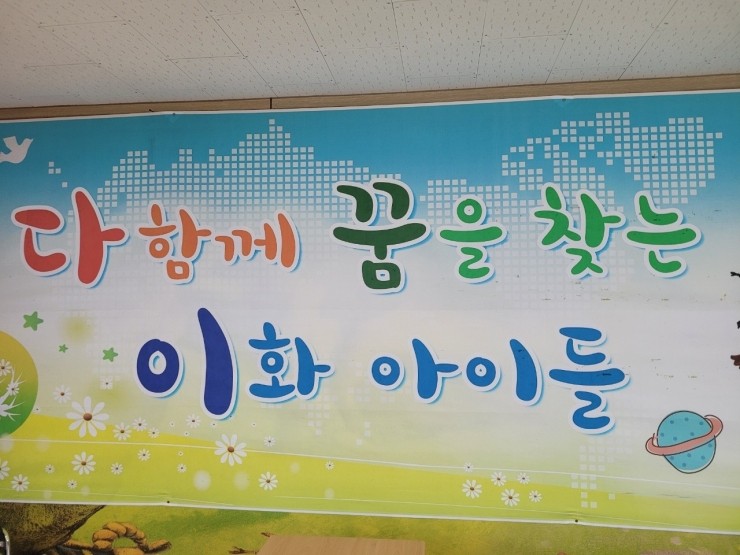 다함께 꿈을 찾는
이화 아이들